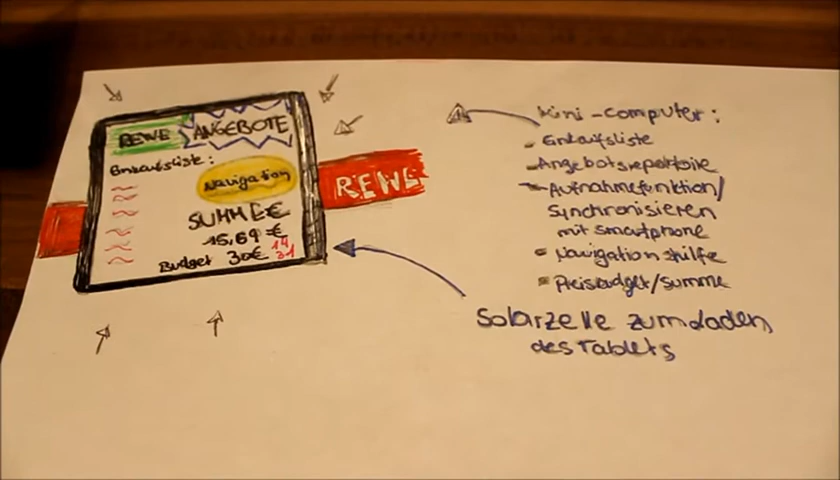 REWE ANGEBOTE
Einkaufsliste:
Navigation
REWE
SUMME €
15,69 €
Budget 30€ 14
31
Mini-Computer:
- Einkaufsliste
- Angebotsrepertoire
- Aufnahmefunktion/
synchronisieren
mit smartphone
- Navigationshilfe
- Preisbudget/summe
Solarzelle zum laden
des Tablets